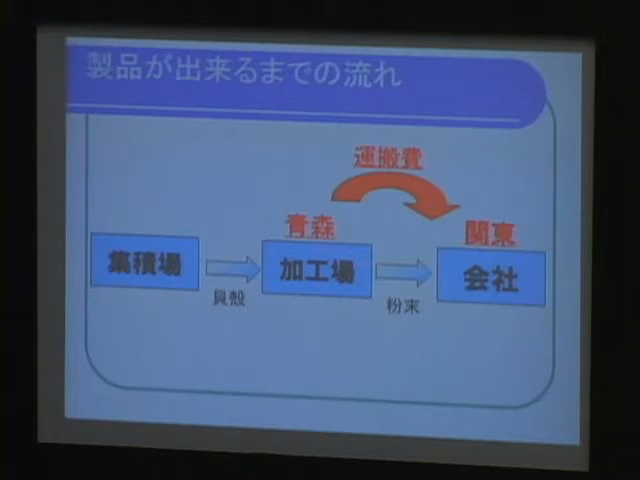 製品が出来るまでの流れ
運搬費
青森
関東
集積場
加工場
会社
貝殻
粉末